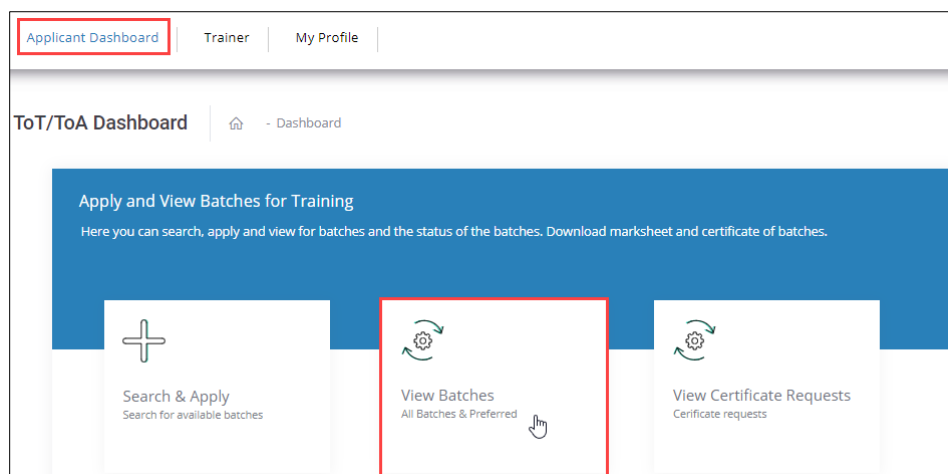 Applicant Dashboard Trainer My Profile
ToT/ToA Dashboard - Dashboard
Apply and View Batches for Training
Here you can search, apply and view for batches and the status of the batches. Download marksheet and certificate of batches.
Search & Apply
Search for available batches
View Batches
All Batches & Preferred
View Certificate Requests
Cerificate requests